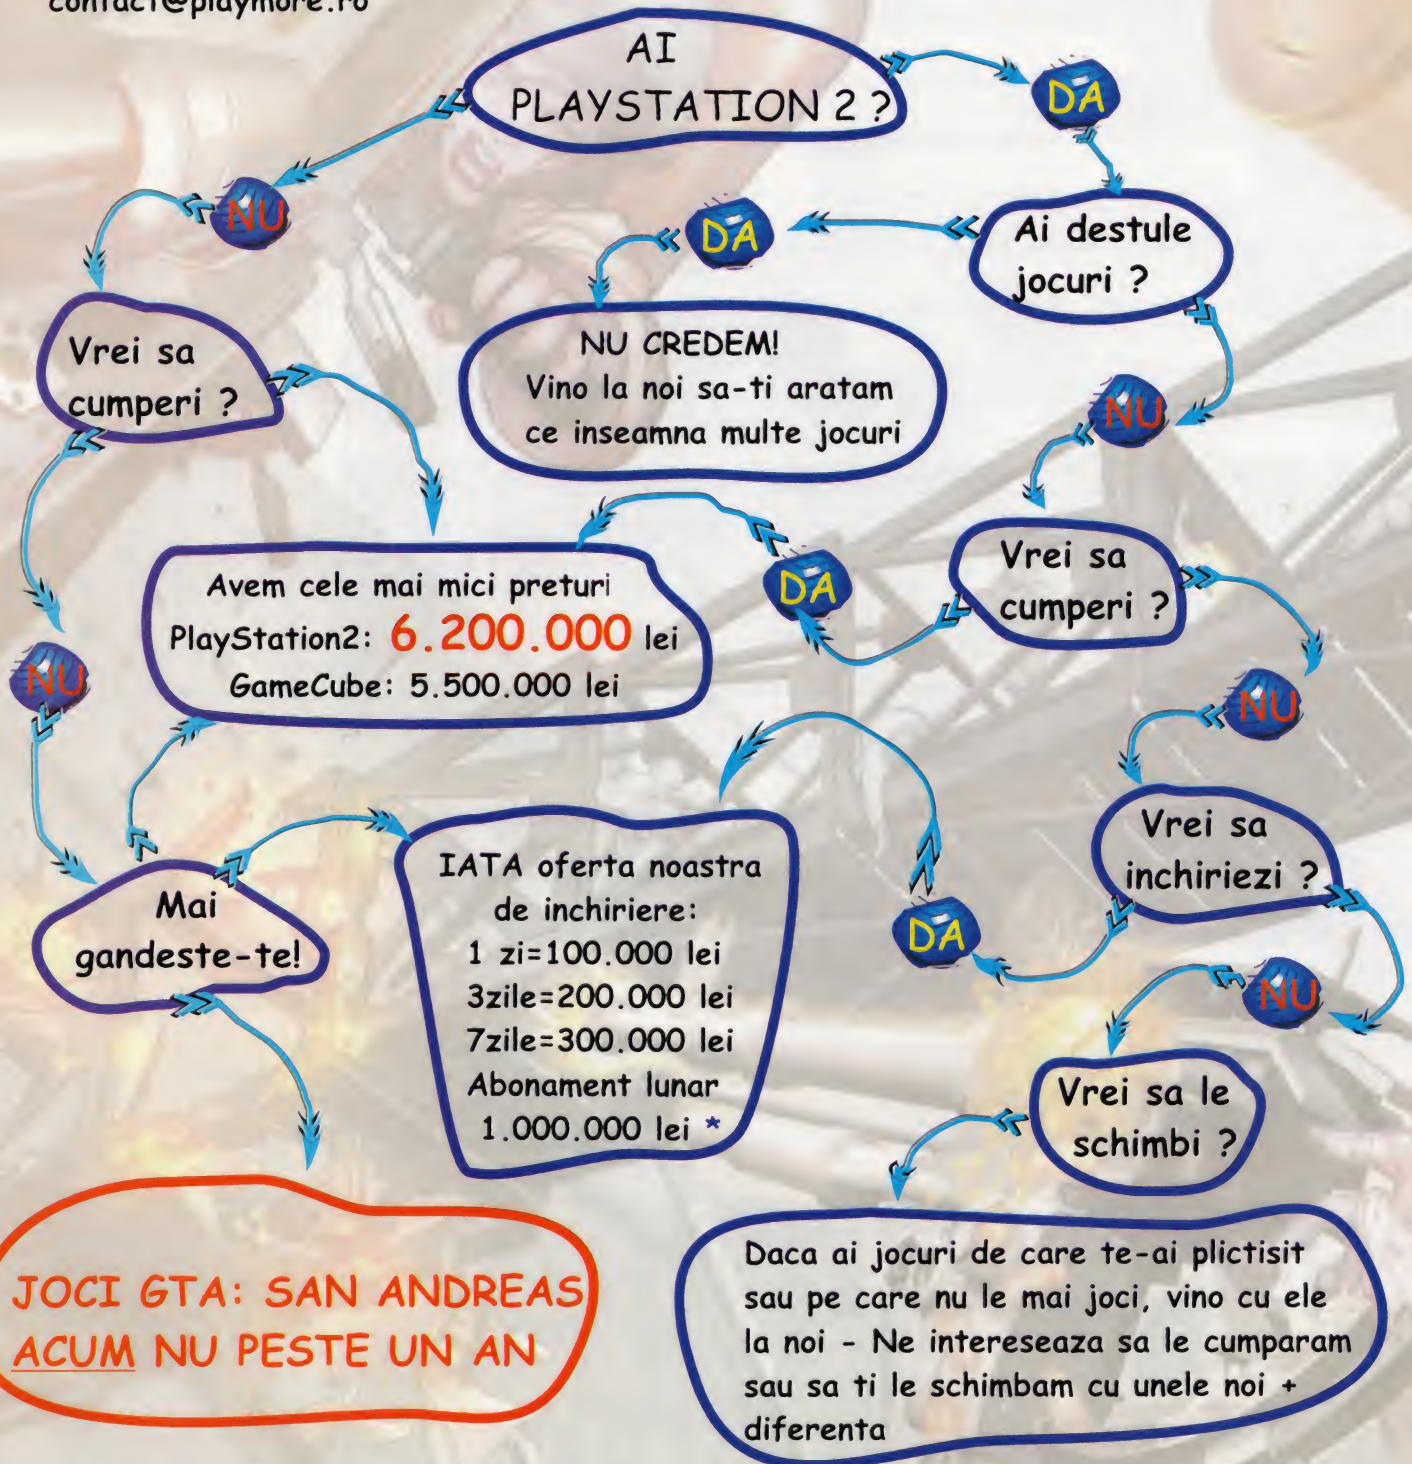 contact@playmore.ro
AI
PLAYSTATION 2 ?
DA
NU
Ai destule
jocuri ?
DA
NU CREDEM!
Vino la noi sa-ti aratam
ce inseamna multe jocuri
Vrei sa
cumperi ?
NU
Vrei sa
cumperi ?
DA
Avem cele mai mici preturi
PlayStation2: 6.200.000 lei
GameCube: 5.500.000 lei
NU
NU
Vrei sa
inchiriezi ?
DA
IATA oferta noastra
de inchiriere:
1 zi=100.000 lei
3zile=200.000 lei
7zile=300.000 lei
Abonament lunar
1.000.000 lei *
Mai
gandeste-te!
NU
Vrei sa le
schimbi ?
JOCI GTA: SAN ANDREAS
ACUM NU PESTE UN AN
Daca ai jocuri de care te-ai plictisit
sau pe care nu le mai joci, vino cu ele
la noi - Ne intereseaza sa le cumparam
sau sa ti le schimbam cu unele noi +
diferenta